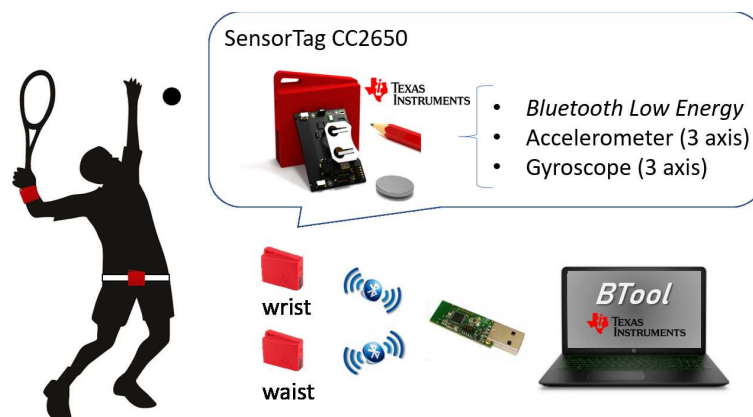 SensorTag CC2650
TEXAS
INSTRUMENTS
• Bluetooth Low Energy
• Accelerometer (3 axis)
• Gyroscope (3 axis)
wrist
waist
BTool
TEXAS
INSTRUMENTS